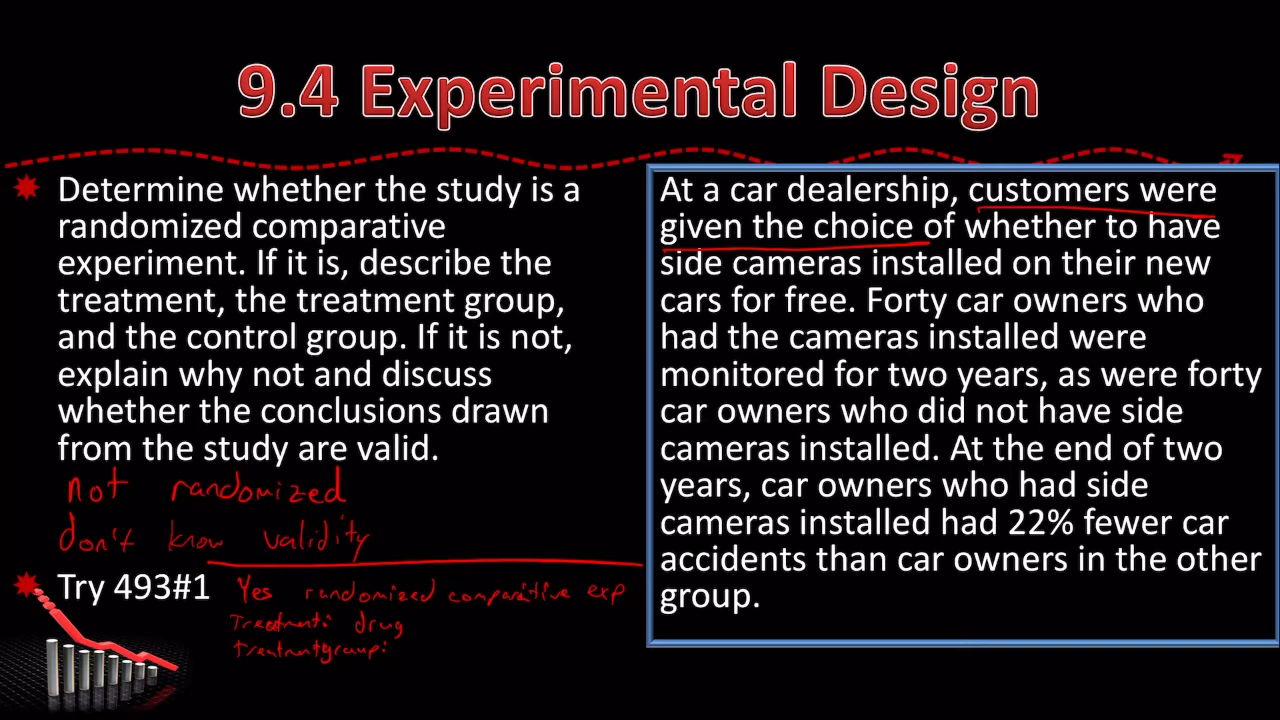 9.4 Experimental Design
Determine whether the study is a
randomized comparative
experiment. If it is, describe the
treatment, the treatment group,
and the control group. If it is not,
explain why not and discuss
whether the conclusions drawn
from the study are valid.
not randomized
don't know validity
Try 493#1
Yes randomized comparative exp
Treatment: drug
treatmentgroup:
At a car dealership, customers were
given the choice of whether to have
side cameras installed on their new
cars for free. Forty car owners who
had the cameras installed were
monitored for two years, as were forty
car owners who did not have side
cameras installed. At the end of two
years, car owners who had side
cameras installed had 22% fewer car
accidents than car owners in the other
group.